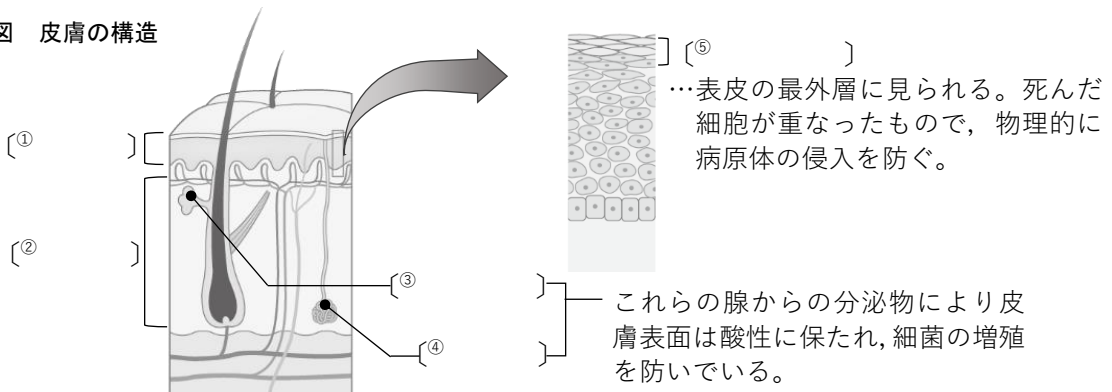 図 皮膚の構造
〔① 〕
〔② 〕
〔③ 〕
〔④ 〕
〔⑤ 〕
…表皮の最外層に見られる。死んだ
細胞が重なったもので，物理的に
病原体の侵入を防ぐ。
これらの腺からの分泌物により皮
膚表面は酸性に保たれ,細菌の増殖
を防いでいる。